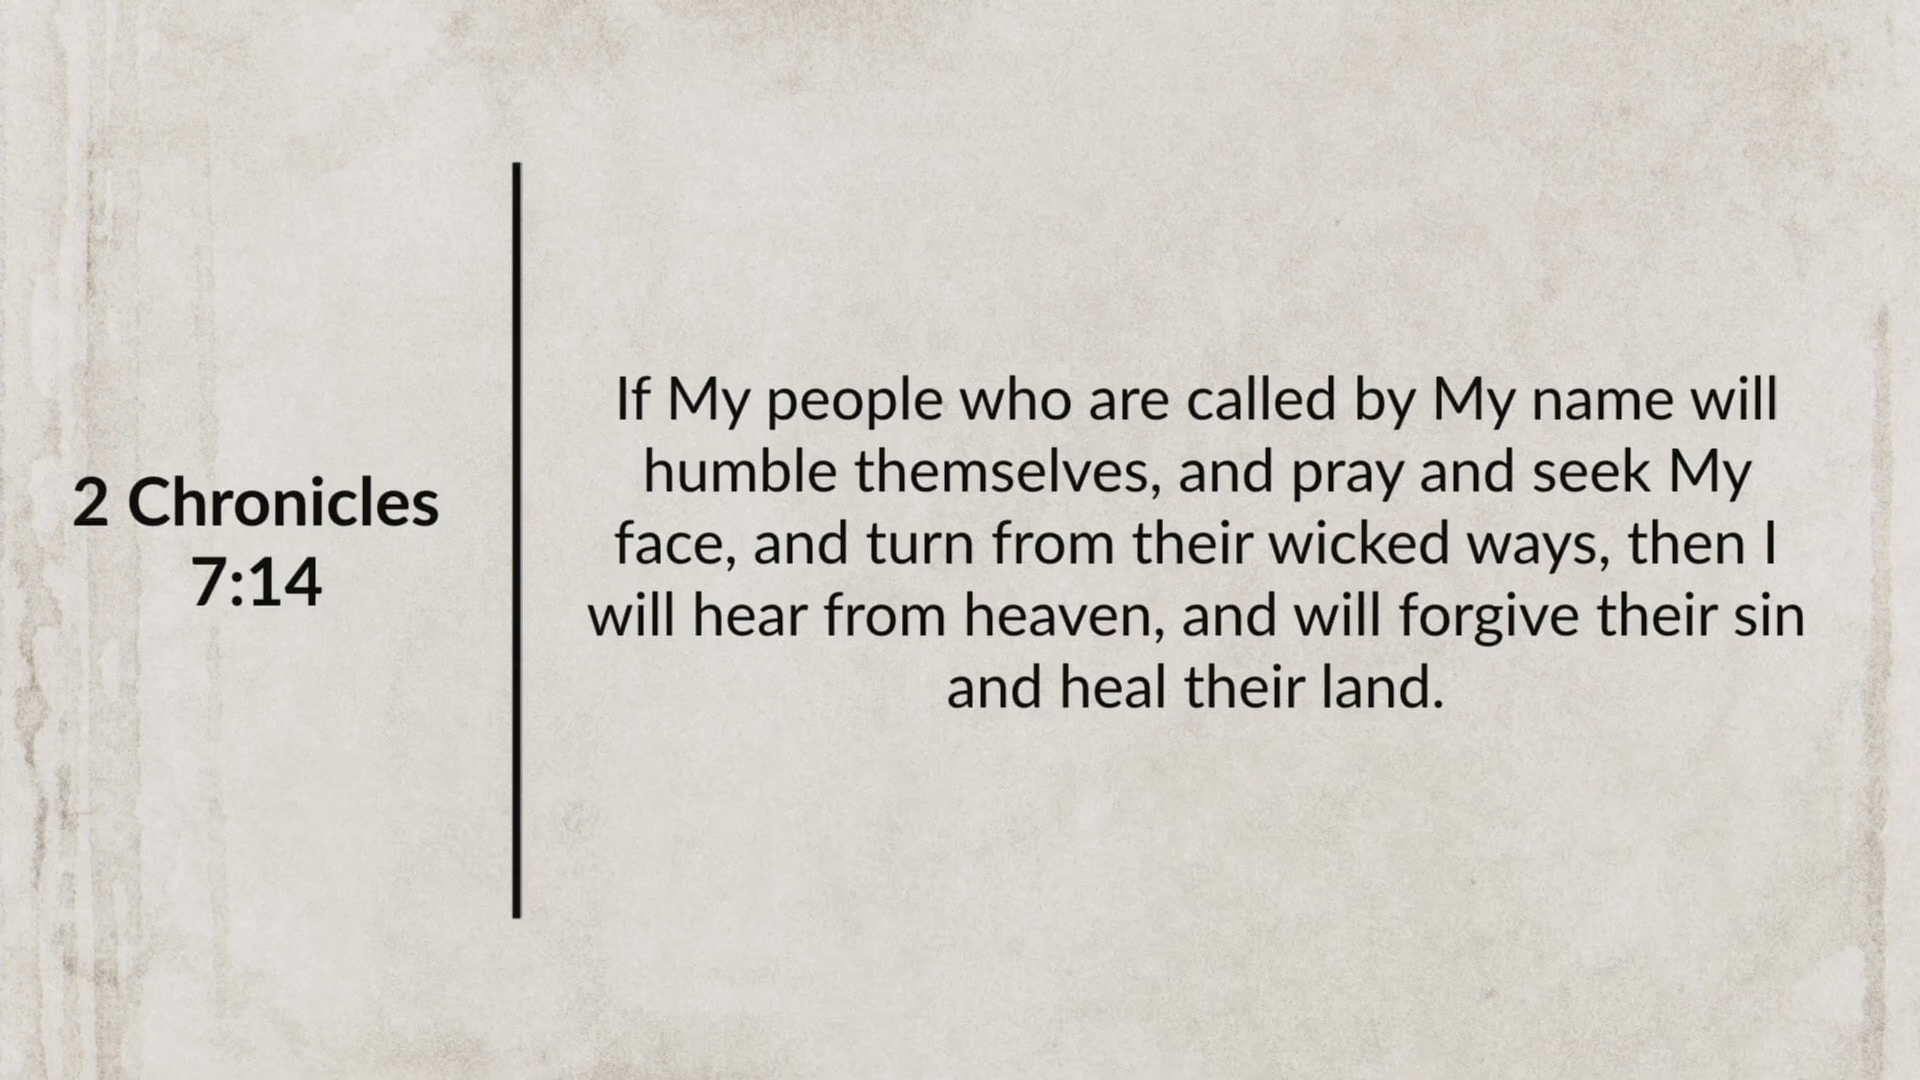 2 Chronicles
7:14
If My people who are called by My name will
humble themselves, and pray and seek My
face, and turn from their wicked ways, then I
will hear from heaven, and will forgive their sin
and heal their land.